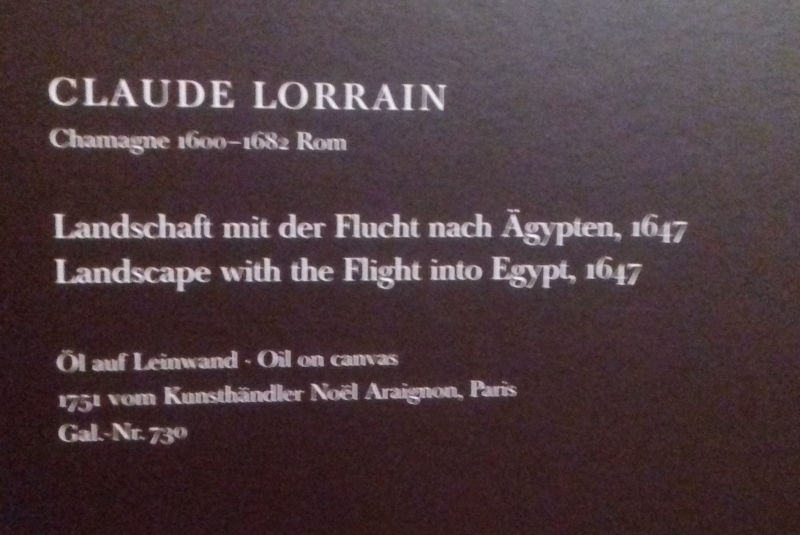 CLAUDE LORRAIN
Chamagne 1600–1682 Rom
Landschaft mit der Flucht nach Ägypten, 1647
Landscape with the Flight into Egypt, 1647
Öl auf Leinwand · Oil on canvas
1751 vom Kunsthändler Noël Araignon, Paris
Gal.-Nr. 730